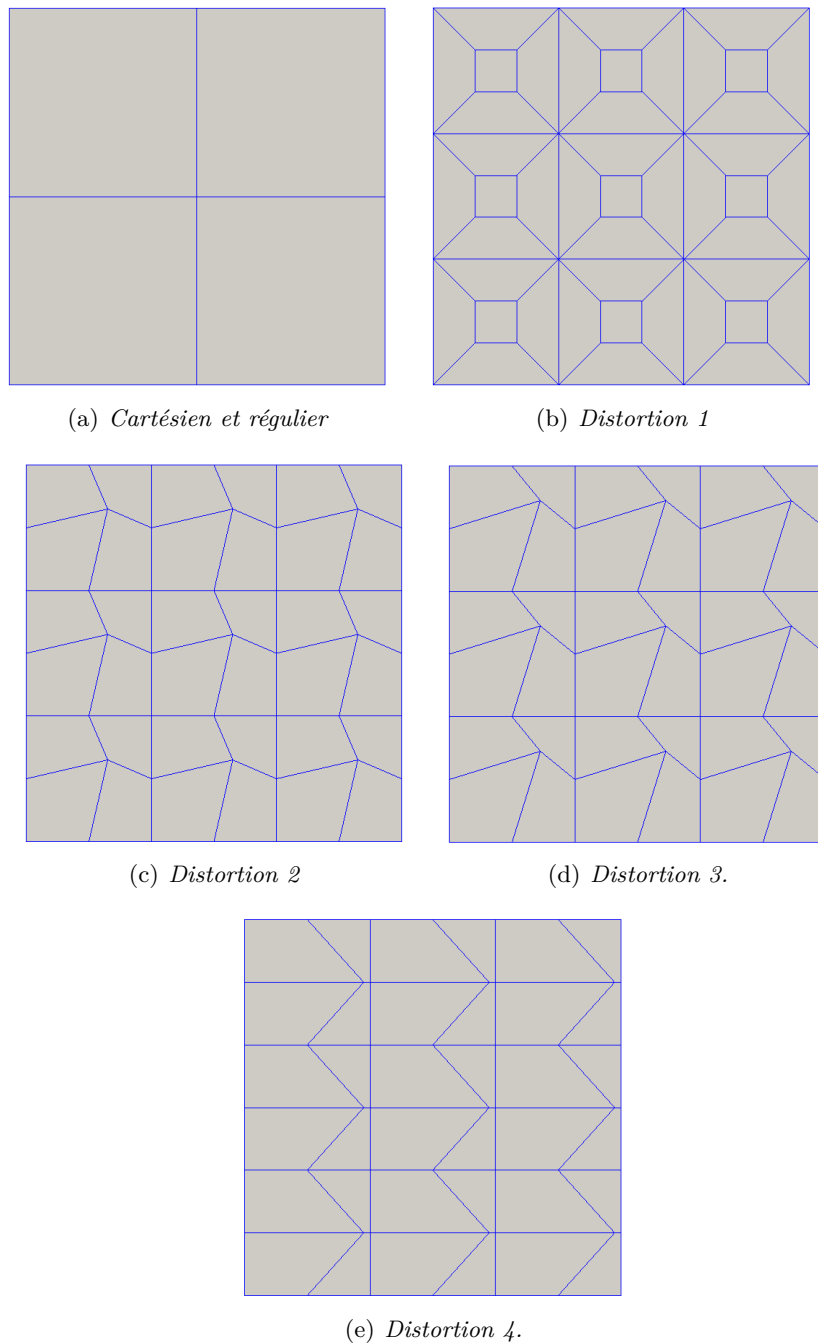 (a) Cartésien et régulier
(b) Distortion 1
(c) Distortion 2
(d) Distortion 3.
(e) Distortion 4.